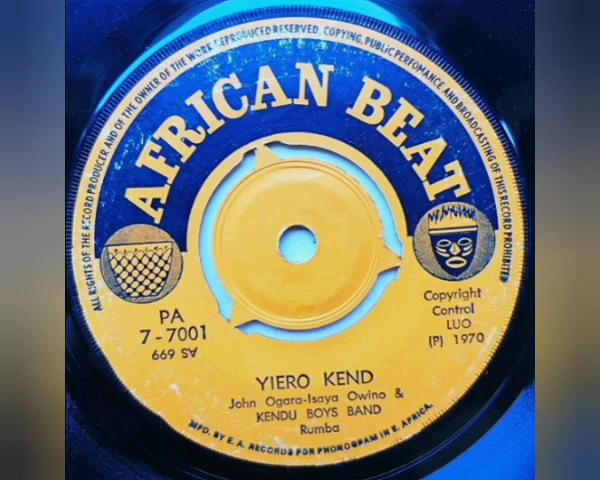 ALL RIGHTS OF THE RECORD PRODUCER AND OF THE OWNER OF THE WORK REPRODUCED RESERVED. COPYING, PUBLIC PERFOMANCE AND BROADCASTING OF THIS RECORD PROHIBITED
AFRICAN BEAT
PA
7-7001
669 SA
Copyright
Control
LUO
(P) 1970
YIERO KEND
John Ogara-Isaya Owino &
KENDU BOYS BAND
Rumba
MFD. BY E. A. RECORDS FOR PHONOGRAM IN E. AFRICA.